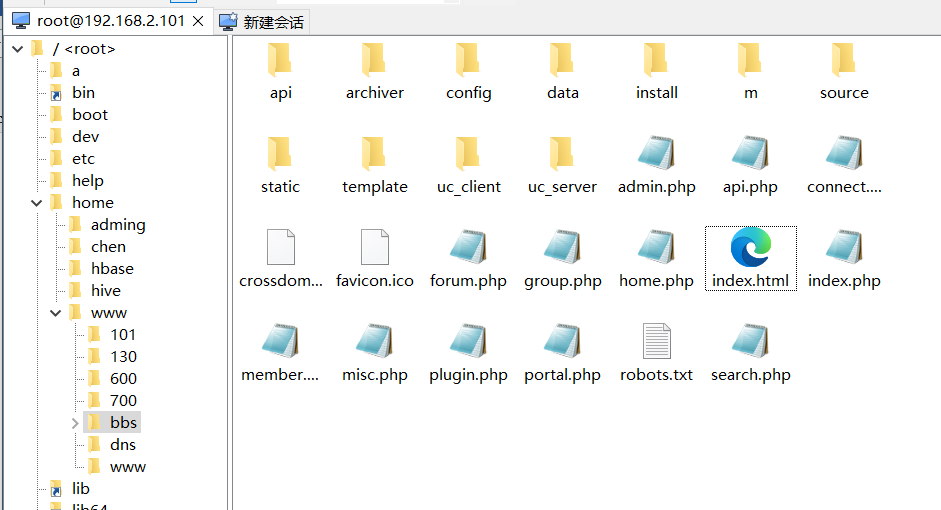 root@192.168.2.101 新建会话
/ <root>
a
bin
boot
dev
etc
help
home
adming
chen
hbase
hive
www
101
130
600
700
bbs
dns
www
lib
lib64
api archiver config data install m source
static template uc_client uc_server admin.php api.php connect....
crossdom... favicon.ico forum.php group.php home.php index.html index.php
member.... misc.php plugin.php portal.php robots.txt search.php